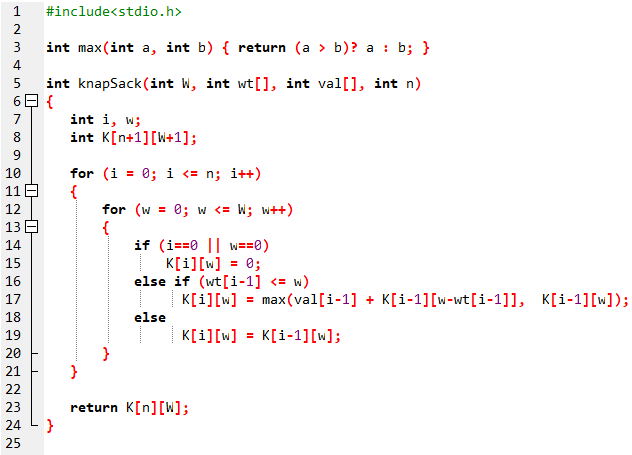 1 #include<stdio.h>
2
3 int max(int a, int b) { return (a > b)? a : b; }
4
5 int knapSack(int W, int wt[], int val[], int n)
6 {
7    int i, w;
8    int K[n+1][W+1];
9
10    for (i = 0; i <= n; i++)
11    {
12        for (w = 0; w <= W; w++)
13        {
14            if (i==0 || w==0)
15                K[i][w] = 0;
16            else if (wt[i-1] <= w)
17                  K[i][w] = max(val[i-1] + K[i-1][w-wt[i-1]],  K[i-1][w]);
18            else
19                  K[i][w] = K[i-1][w];
20        }
21    }
22
23    return K[n][W];
24 }
25